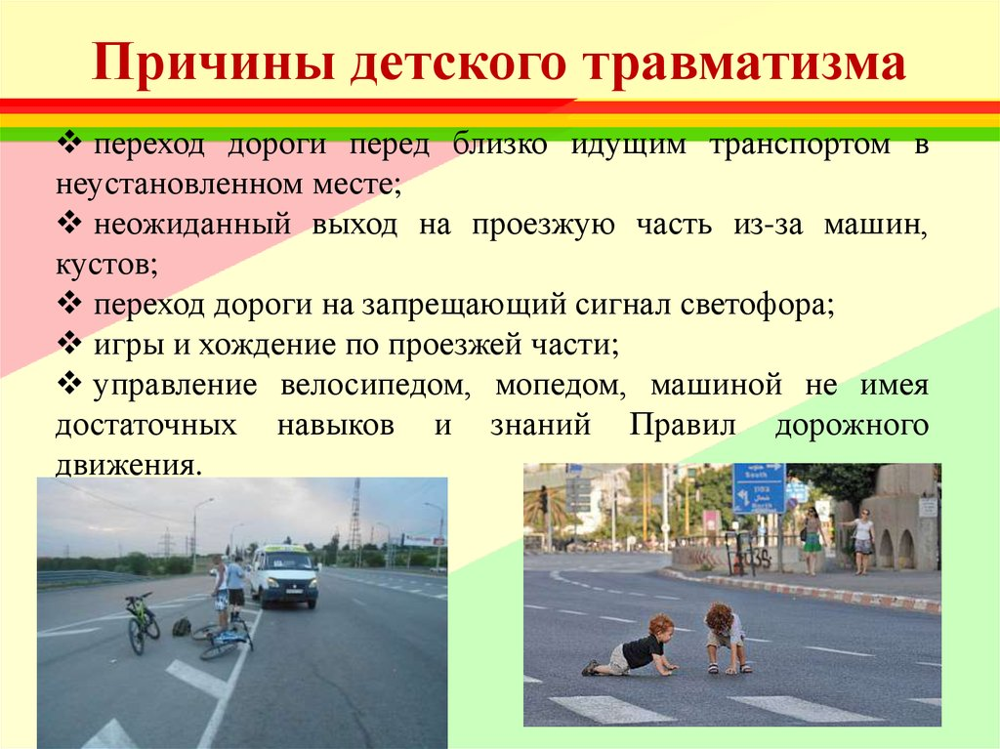 Причины детского травматизма
❖ переход дороги перед близко идущим транспортом в
неустановленном месте;
❖ неожиданный выход на проезжую часть из-за машин,
кустов;
❖ переход дороги на запрещающий сигнал светофора;
❖ игры и хождение по проезжей части;
❖ управление велосипедом, мопедом, машиной не имея
достаточных навыков и знаний Правил дорожного
движения.
South
North